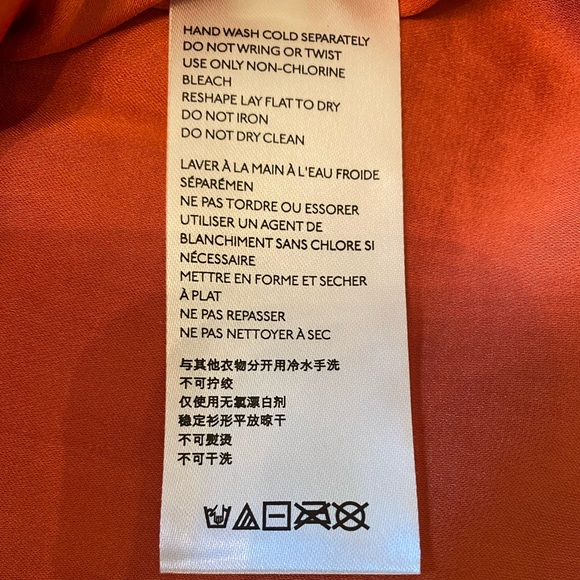 HAND WASH COLD SEPARATELY
DO NOT WRING OR TWIST
USE ONLY NON-CHLORINE
BLEACH
RESHAPE LAY FLAT TO DRY
DO NOT IRON
DO NOT DRY CLEAN
LAVER À LA MAIN À L'EAU FROIDE
SÉPARÉMEN
NE PAS TORDRE OU ESSORER
UTILISER UN AGENT DE
BLANCHIMENT SANS CHLORE SI
NÉCESSAIRE
METTRE EN FORME ET SECHER
À PLAT
NE PAS REPASSER
NE PAS NETTOYER À SEC
与其他衣物分开用冷水手洗
不可拧绞
仅使用无氯漂白剂
稳定衫形平放晾干
不可熨烫
不可干洗